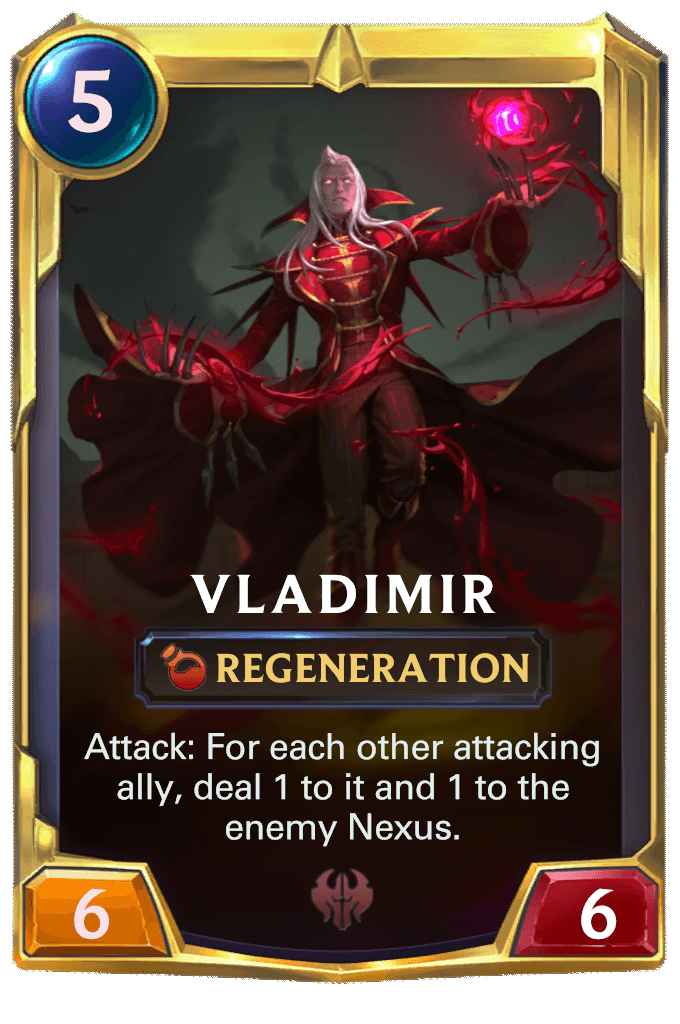 5
VLADIMIR
REGENERATION
Attack: For each other attacking
ally, deal 1 to it and 1 to the
enemy Nexus.
6 6